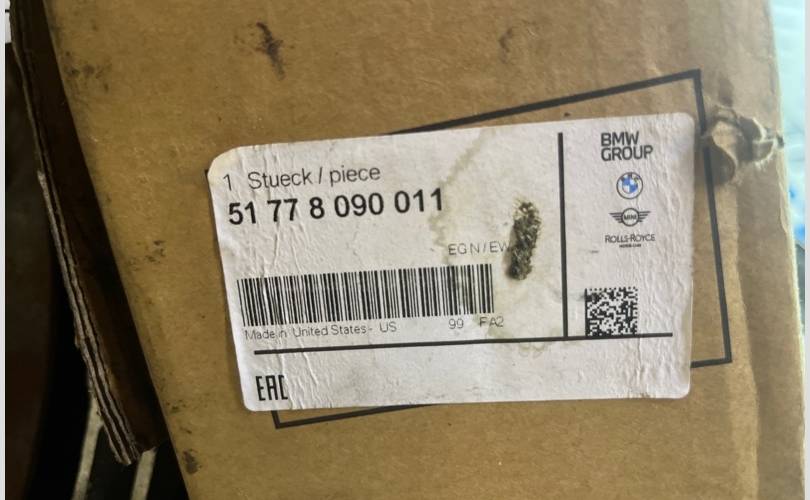 1 Stueck / piece
51 77 8 090 011
EGN/EW
Made in United States - US 99 FA2
EAC
BMW
GROUP
MINI
ROLLS-ROYCE